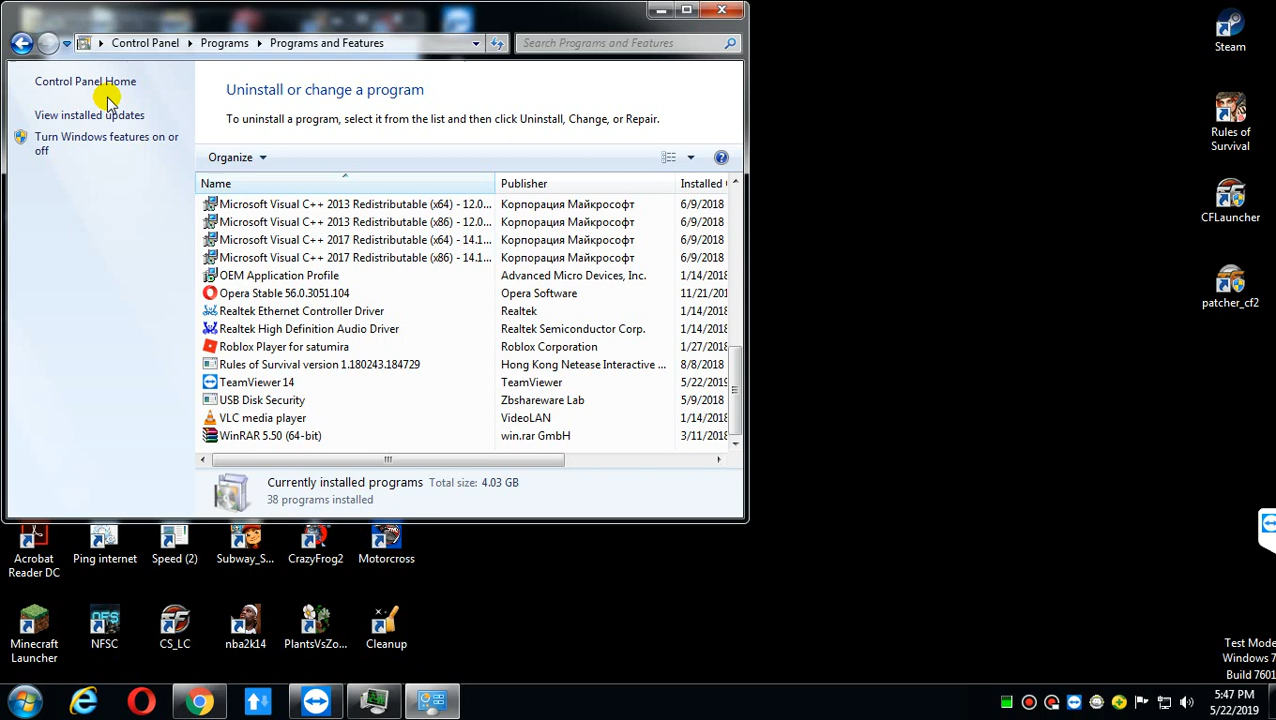 Control Panel Programs Programs and Features
Search Programs and Features
Control Panel Home
View installed updates
Turn Windows features on or
off
Uninstall or change a program
To uninstall a program, select it from the list and then click Uninstall, Change, or Repair.
Organize
Name Publisher Installed
Microsoft Visual C++ 2013 Redistributable (x64) - 12.0... Корпорация Майкрософт 6/9/2018
Microsoft Visual C++ 2013 Redistributable (x86) - 12.0... Корпорация Майкрософт 6/9/2018
Microsoft Visual C++ 2017 Redistributable (x64) - 14.1... Корпорация Майкрософт 6/9/2018
Microsoft Visual C++ 2017 Redistributable (x86) - 14.1... Корпорация Майкрософт 6/9/2018
OEM Application Profile Advanced Micro Devices, Inc. 1/14/2018
Opera Stable 56.0.3051.104 Opera Software 11/21/201
Realtek Ethernet Controller Driver Realtek 1/14/2018
Realtek High Definition Audio Driver Realtek Semiconductor Corp. 1/14/2018
Roblox Player for satumira Roblox Corporation 1/27/2018
Rules of Survival version 1.180243.184729 Hong Kong Netease Interactive ... 8/8/2018
TeamViewer 14 TeamViewer 5/22/2019
USB Disk Security Zbshareware Lab 5/9/2018
VLC media player VideoLAN 1/14/2018
WinRAR 5.50 (64-bit) win.rar GmbH 3/11/2018
Currently installed programs Total size: 4.03 GB
38 programs installed
Steam
Rules of
Survival
CFLauncher
patcher_cf2
Acrobat
Reader DC
Ping internet
Speed (2)
Subway_S...
CrazyFrog2
Motorcross
Minecraft
Launcher
NFSC
CS_LC
nba2k14
PlantsVsZo...
Cleanup
Test Mode
Windows 7
Build 7601
5:47 PM
5/22/2019